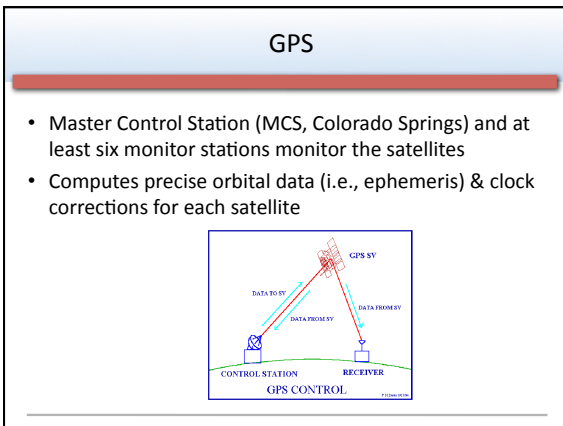 GPS
• Master Control Station (MCS, Colorado Springs) and at
least six monitor stations monitor the satellites
• Computes precise orbital data (i.e., ephemeris) & clock
corrections for each satellite
GPS SV
DATA TO SV
DATA FROM SV
DATA FROM SV
CONTROL STATION
RECEIVER
GPS CONTROL